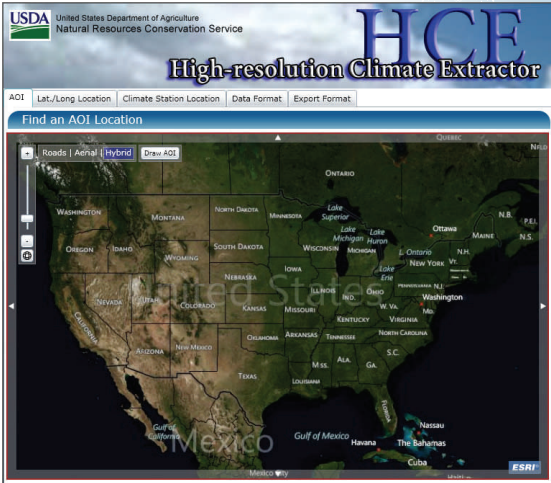 USDA United States Department of Agriculture
Natural Resources Conservation Service
HCE
High-resolution Climate Extractor
AOI Lat./Long Location Climate Station Location Data Format Export Format
Find an AOI Location
QUEBEC
NFLD
+ Roads | Aerial | Hybrid Draw AOI
ONTARIO
WASHINGTON
MONTANA
NORTH DAKOTA
MINNESOTA
Lake Superior
N.B.
P.E.I.
Ottawa
MAINE
N.S.
OREGON
IDAHO
WYOMING
SOUTH DAKOTA
WISCONSIN
Lake Michigan
MICHIGAN
Lake Huron
L. Ontario
N.H.
VT.
NEW YORK
-
IOWA
Lake Erie
NEBRASKA
PENNSYLVANIA
N.J.
United States
NEVADA
UTAH
COLORADO
KANSAS
MISSOURI
ILLINOIS
IND.
OHIO
W. VA.
Washington
MD.
KENTUCKY
VIRGINIA
CALIFORNIA
ARIZONA
NEW MEXICO
OKLAHOMA
ARKANSAS
TENNESSEE
NORTH CAROLINA
S.C.
MISS.
ALA.
GA.
TEXAS
LOUISIANA
FLORIDA
Gulf of California
Mexico
Gulf of Mexico
Nassau
Havana
The Bahamas
Cuba
Mexico City
ESRI